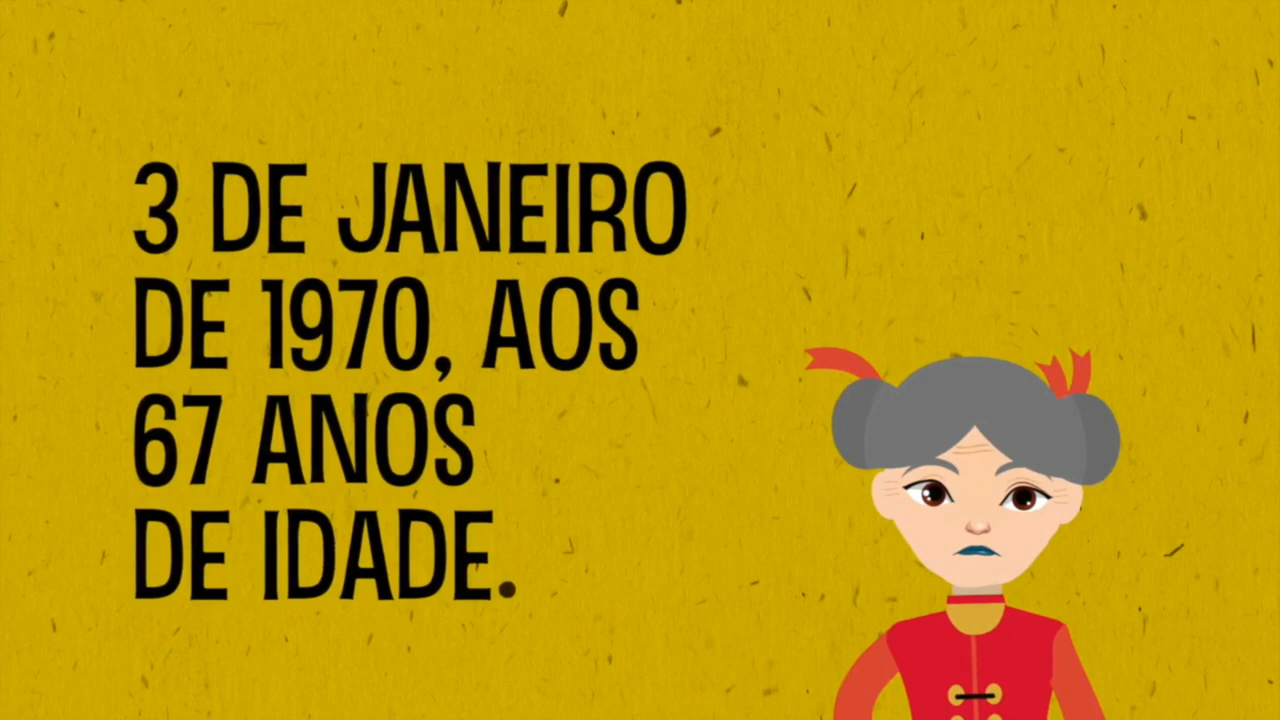 3 DE JANEIRO
DE 1970, AOS
67 ANOS
DE IDADE.